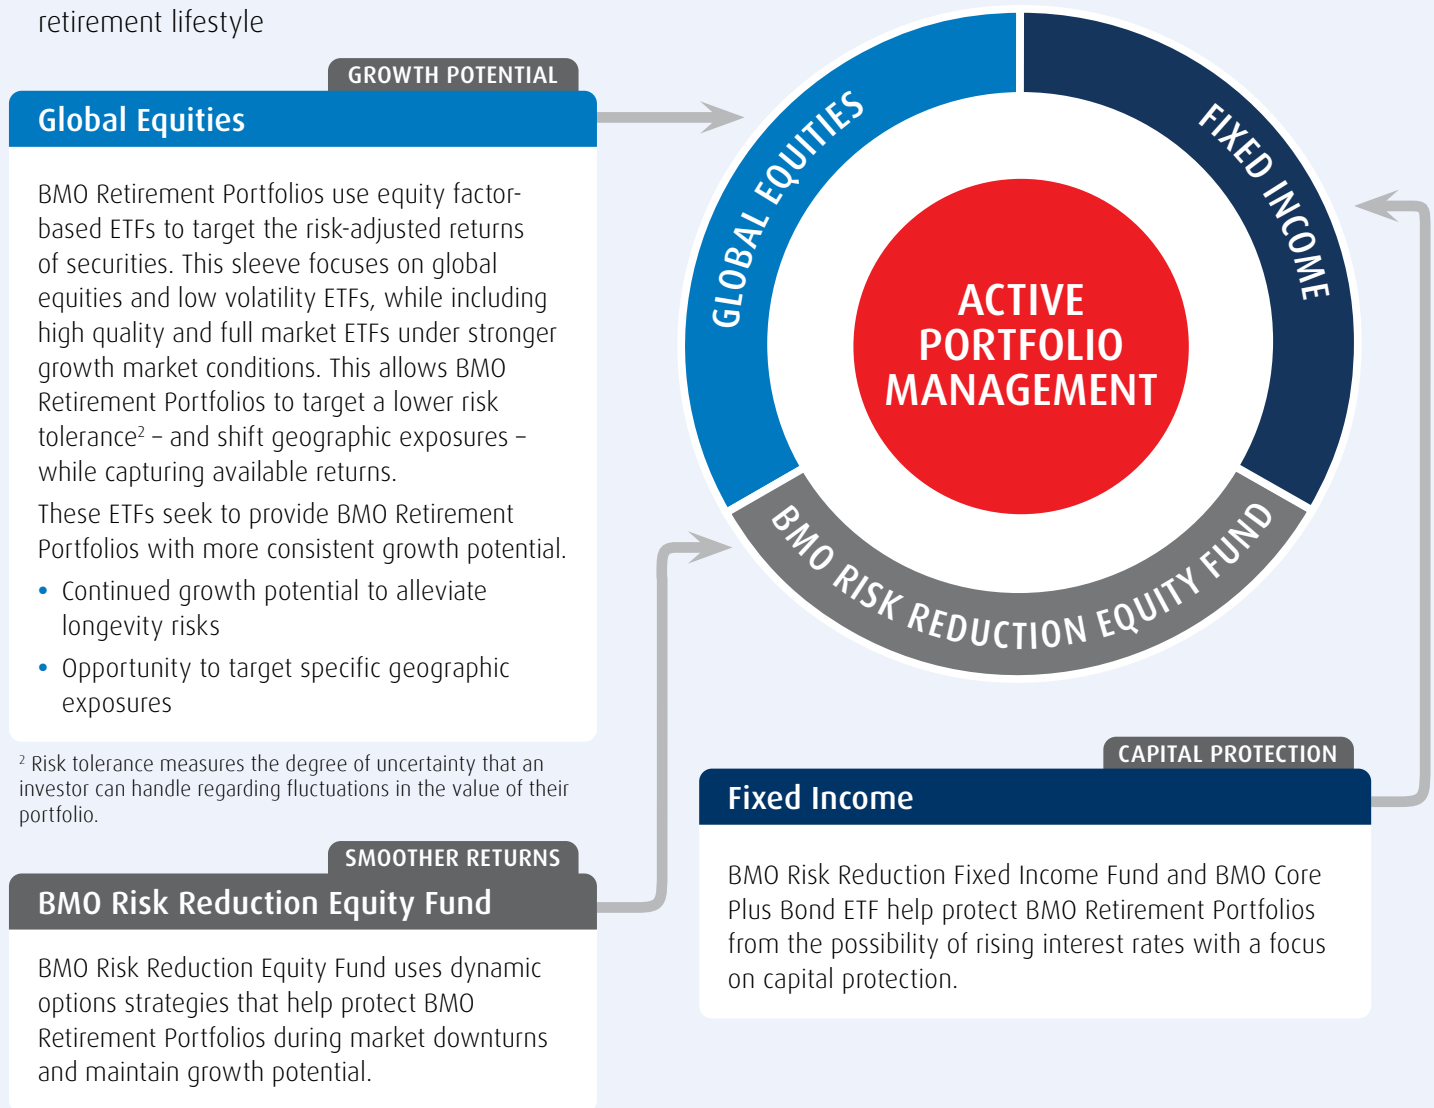 retirement lifestyle
GROWTH POTENTIAL
Global Equities
BMO Retirement Portfolios use equity factor-
based ETFs to target the risk-adjusted returns
of securities. This sleeve focuses on global
equities and low volatility ETFs, while including
high quality and full market ETFs under stronger
growth market conditions. This allows BMO
Retirement Portfolios to target a lower risk
tolerance² – and shift geographic exposures –
while capturing available returns.
These ETFs seek to provide BMO Retirement
Portfolios with more consistent growth potential.
• Continued growth potential to alleviate
longevity risks
• Opportunity to target specific geographic
exposures
² Risk tolerance measures the degree of uncertainty that an
investor can handle regarding fluctuations in the value of their
portfolio.
SMOOTHER RETURNS
BMO Risk Reduction Equity Fund
BMO Risk Reduction Equity Fund uses dynamic
options strategies that help protect BMO
Retirement Portfolios during market downturns
and maintain growth potential.
GLOBAL EQUITIES
FIXED INCOME
BMO RISK REDUCTION EQUITY FUND
ACTIVE
PORTFOLIO
MANAGEMENT
CAPITAL PROTECTION
Fixed Income
BMO Risk Reduction Fixed Income Fund and BMO Core
Plus Bond ETF help protect BMO Retirement Portfolios
from the possibility of rising interest rates with a focus
on capital protection.